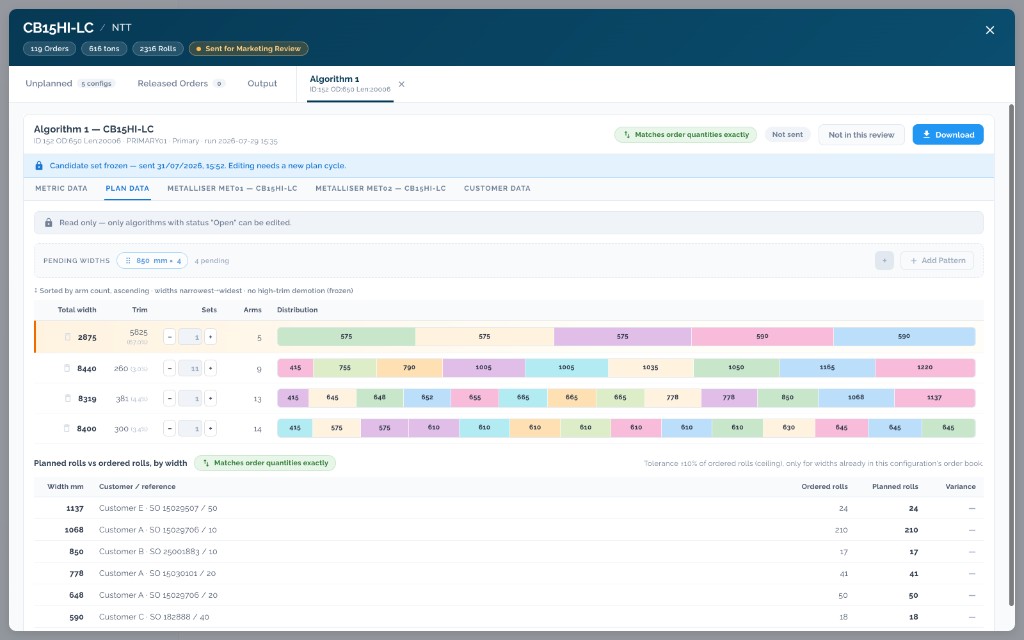 CB15HI-LC / NTT
119 Orders 616 tons 2316 Rolls Sent for Marketing Review
Unplanned 5 configs Released Orders 0 Output Algorithm 1
ID:152 OD:650 Len:20006
Algorithm 1 — CB15HI-LC
ID:152 OD:650 Len:20006 · PRIMARY01 · Primary · run 2026-07-29 15:35
Matches order quantities exactly Not sent Not in this review Download
Candidate set frozen — sent 31/07/2026, 15:52. Editing needs a new plan cycle.
METRIC DATA PLAN DATA METALLISER MET01 — CB15HI-LC METALLISER MET02 — CB15HI-LC CUSTOMER DATA
Read only — only algorithms with status "Open" can be edited.
PENDING WIDTHS 850 mm × 4 4 pending + + Add Pattern
Sorted by arm count, ascending · widths narrowest→widest · no high-trim demotion (frozen)
Total width Trim Sets Arms Distribution
2875 5825 − 1 + 5 575 575 575 590 590
8440 260 (3.0%) − 11 + 9 415 755 790 1005 1005 1035 1050 1165 1220
8319 381 (4.4%) − 1 + 13 415 645 648 652 655 665 665 665 778 778 850 1068 1137
8400 300 (3.4%) − 1 + 14 415 575 575 610 610 610 610 610 610 610 630 645 645 645
Planned rolls vs ordered rolls, by width Matches order quantities exactly Tolerance ±10% of ordered rolls (ceiling), only for widths already in this configuration's order book.
Width mm Customer / reference Ordered rolls Planned rolls Variance
1137 Customer E · SO 15029507 / 50 24 24 —
1068 Customer A · SO 15029706 / 10 210 210 —
850 Customer B · SO 25001883 / 10 17 17 —
778 Customer A · SO 15030101 / 20 41 41 —
648 Customer A · SO 15029706 / 20 50 50 —
590 Customer C · SO 182888 / 40 18 18 —